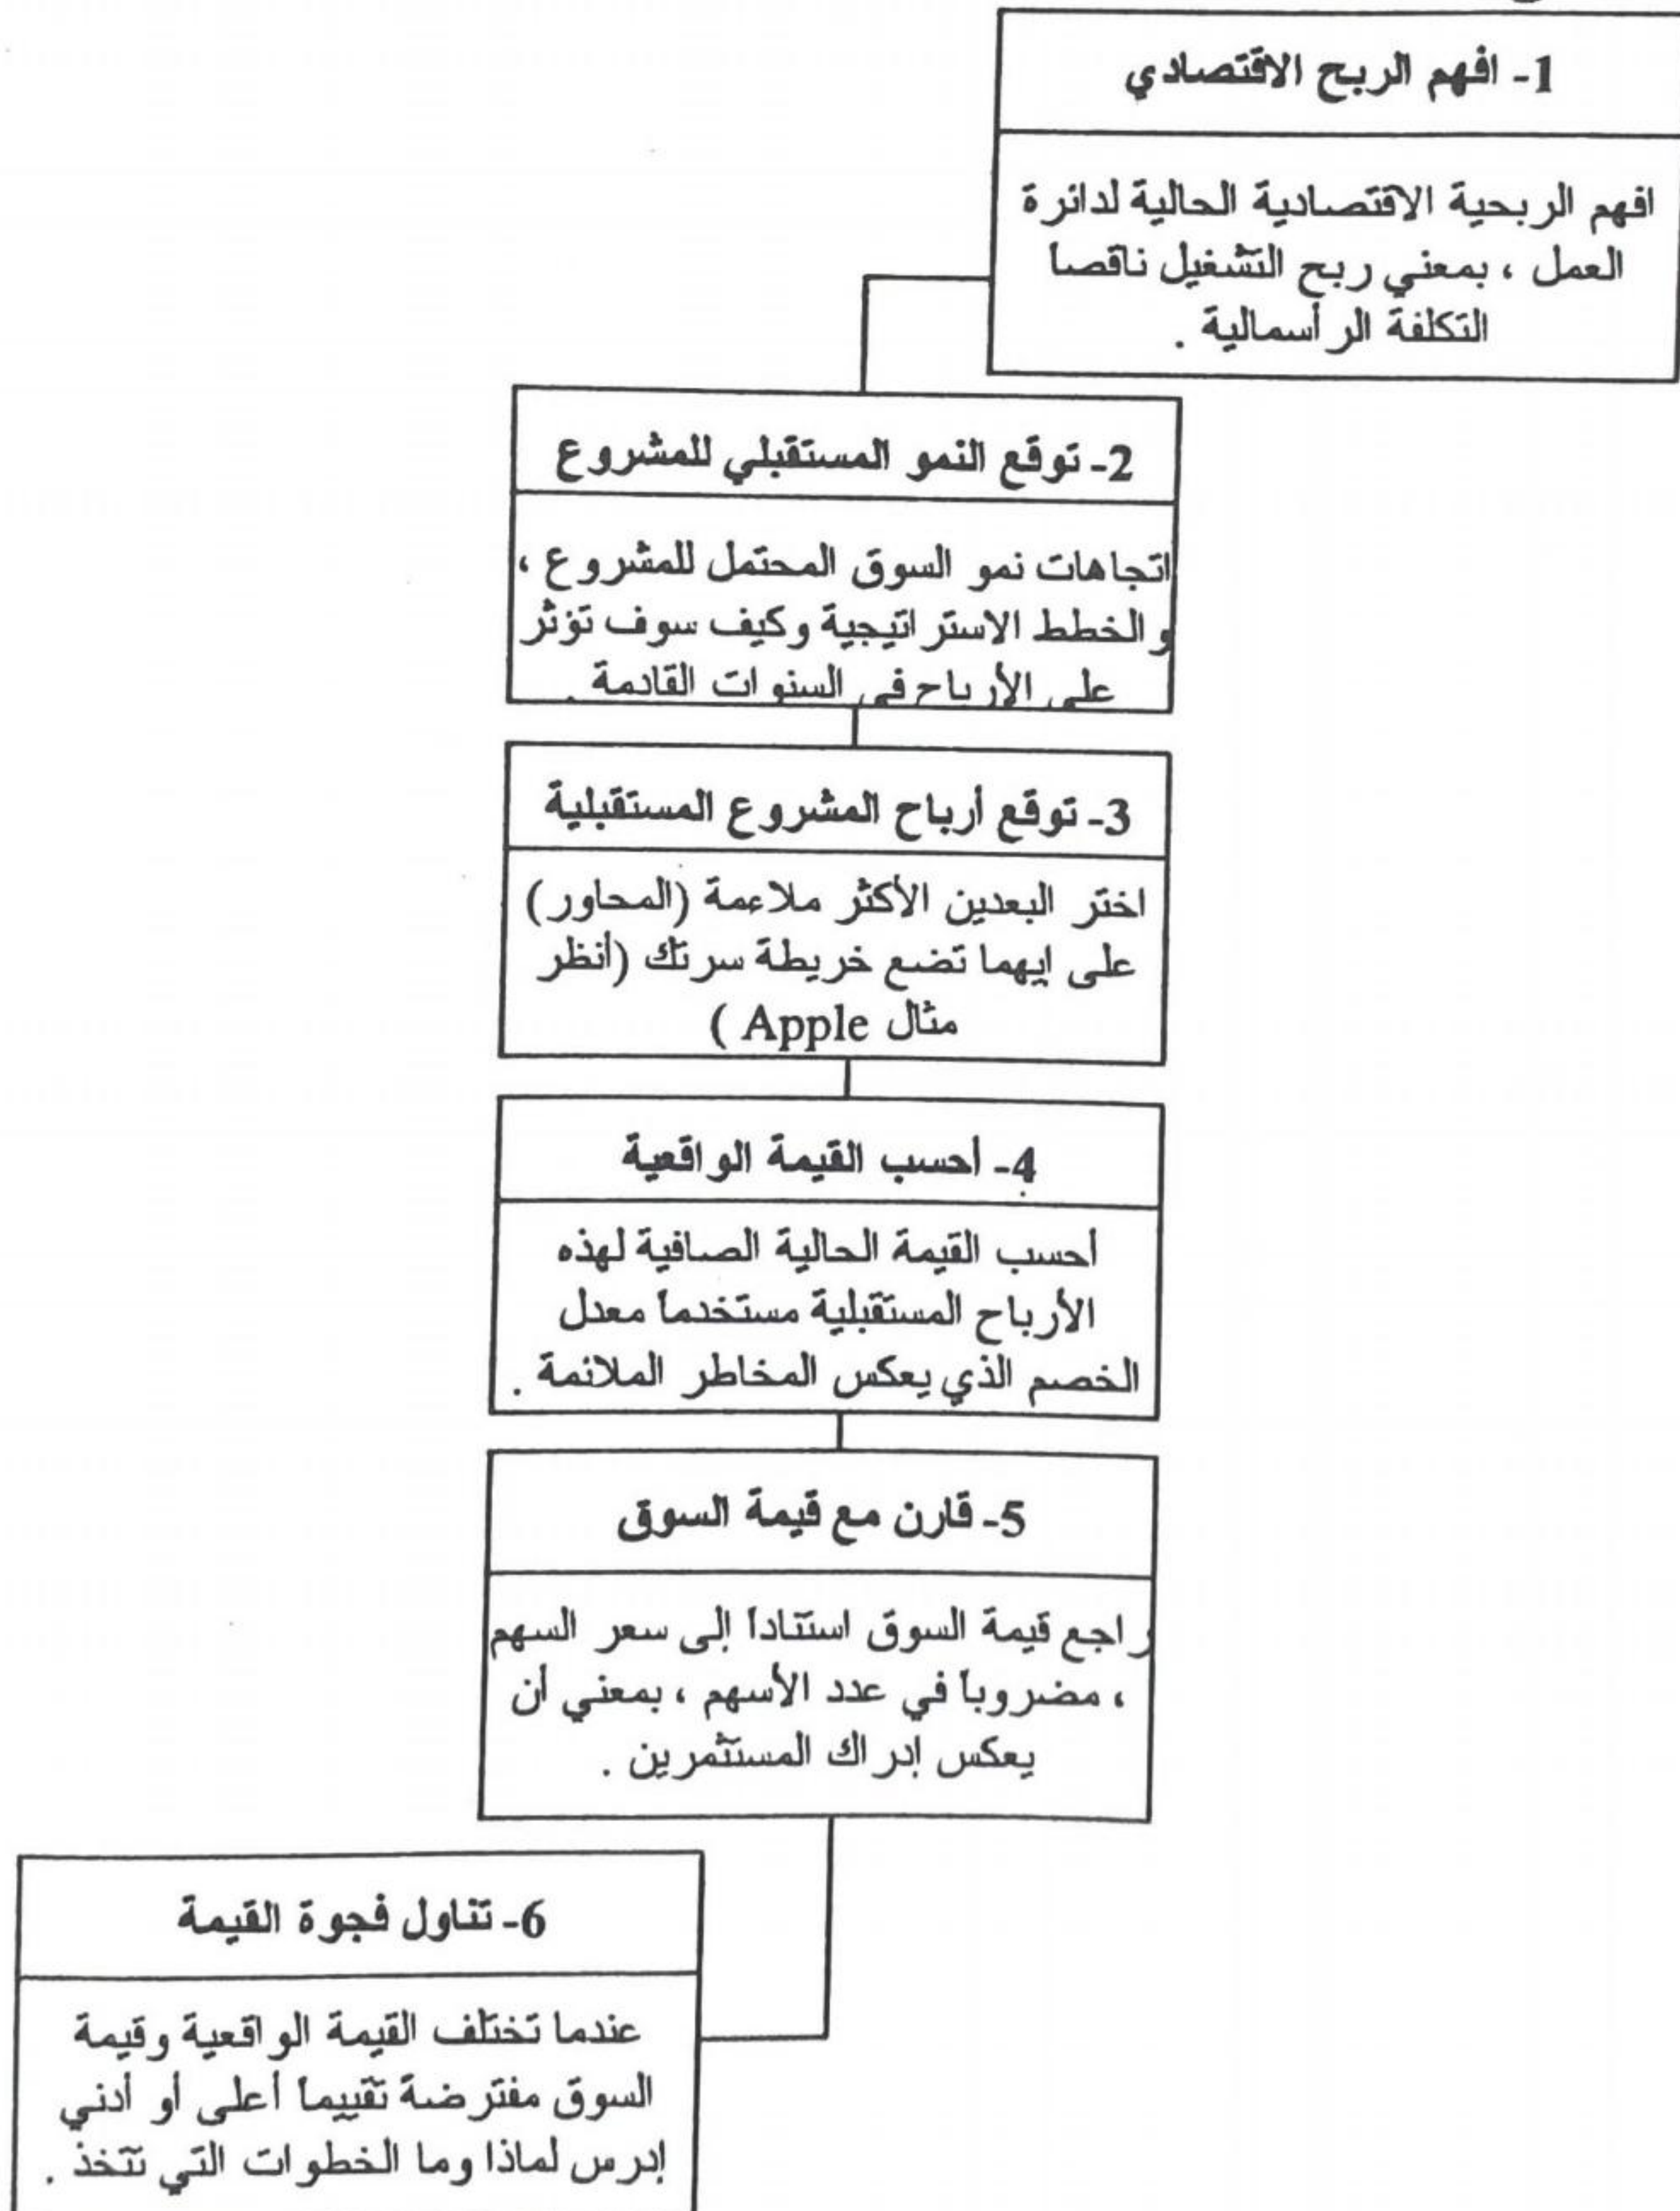 1- افهم الربح الاقتصادي
افهم الربحية الاقتصادية الحالية لدائرة
العمل ، بمعني ربح التشغيل ناقصا
التكلفة الرأسمالية .
2- توقع النمو المستقبلي للمشروع
اتجاهات نمو السوق المحتمل للمشروع ،
والخطط الاستراتيجية وكيف سوف تؤثر
على الأرباح في السنوات القادمة .
3- توقع أرباح المشروع المستقبلية
اختر البعدين الأكثر ملاءمة (المحاور)
على ايهما تضع خريطة سرتك (أنظر
مثال Apple )
4- أحسب القيمة الواقعية
أحسب القيمة الحالية الصافية لهذه
الأرباح المستقبلية مستخدماً معدل
الخصم الذي يعكس المخاطر الملائمة .
5- قارن مع قيمة السوق
راجع قيمة السوق استناداً إلى سعر السهم
، مضروباً في عدد الأسهم ، بمعني أن
يعكس إدراك المستثمرين .
6- تناول فجوة القيمة
عندما تختلف القيمة الواقعية وقيمة
السوق مفترضة تقييماً أعلى أو أدني
إدرس لماذا وما الخطوات التي تتخذ .